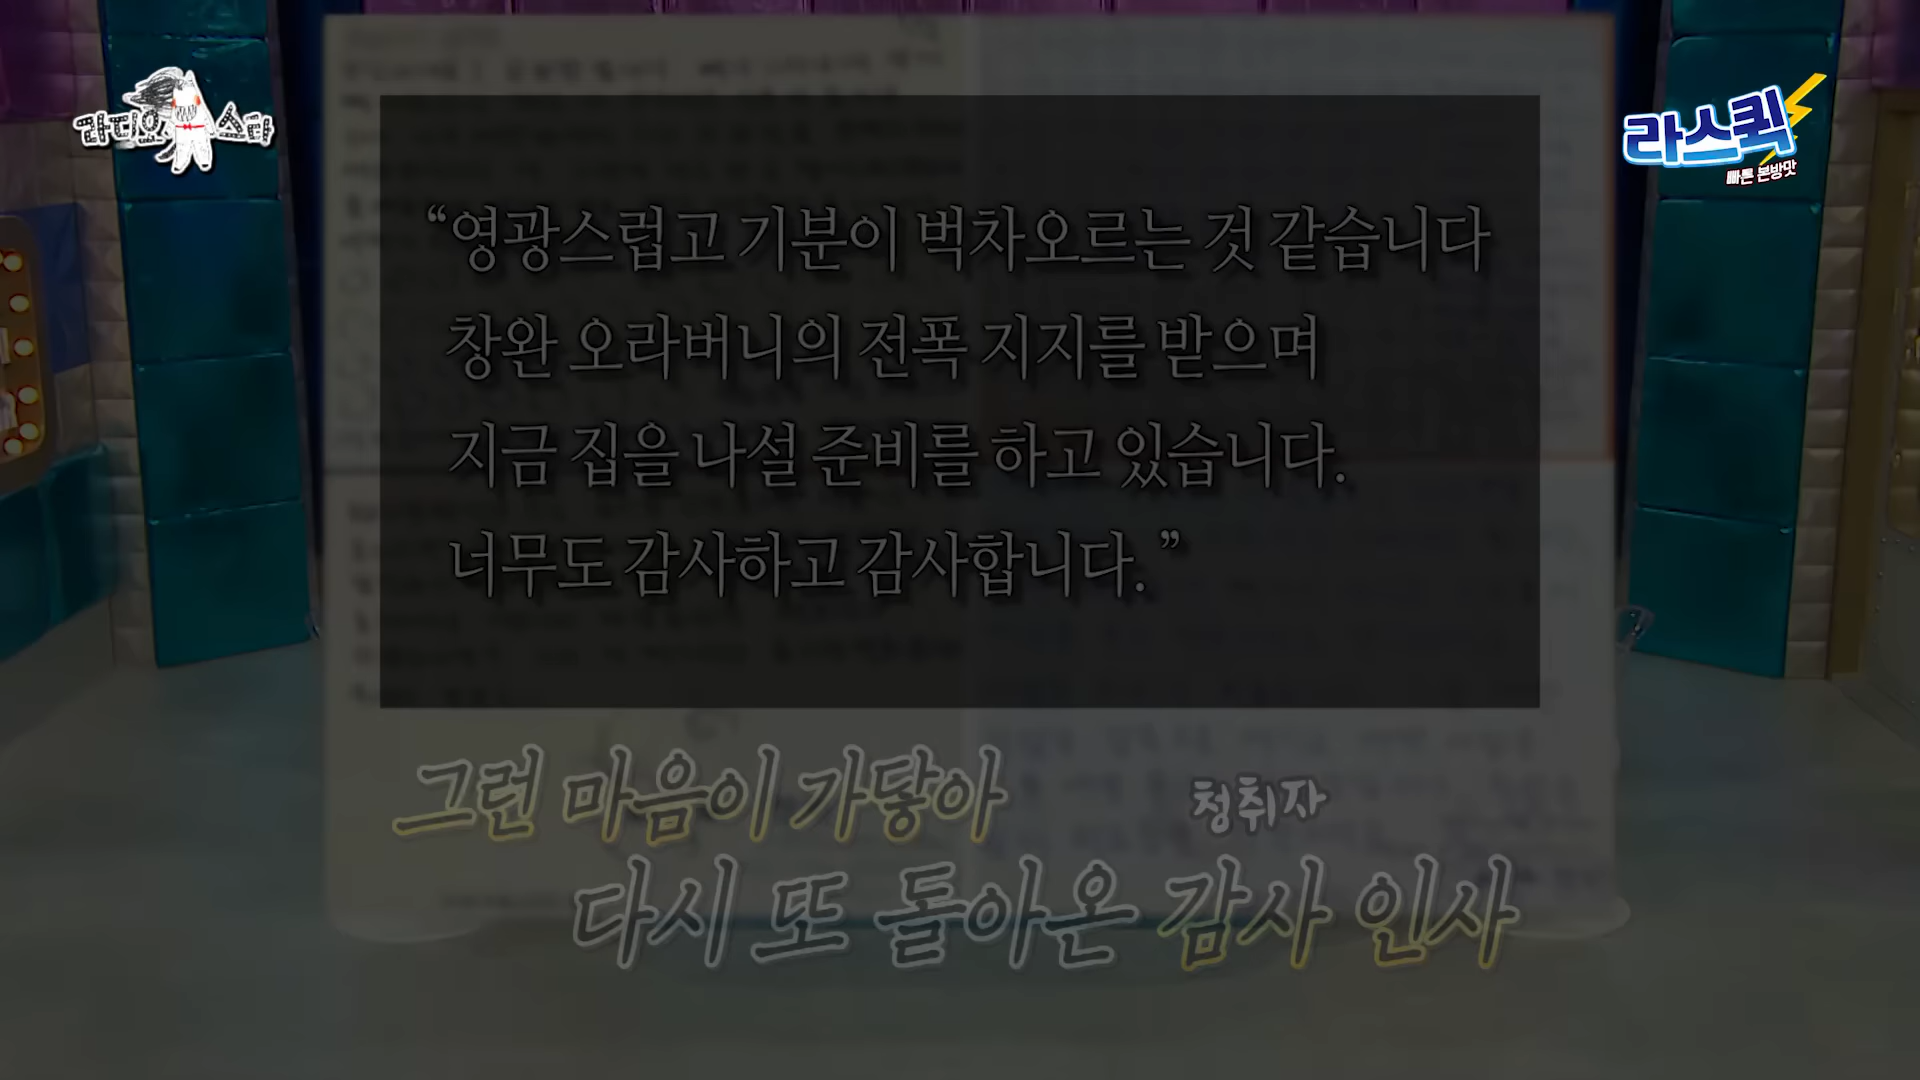 라디오스타
라스퀵
빠른 본방맛
“영광스럽고 기분이 벅차오르는 것 같습니다
창완 오라버니의 전폭 지지를 받으며
지금 집을 나설 준비를 하고 있습니다.
너무도 감사하고 감사합니다.”
그런 마음이 가닿아
청취자
다시 또 돌아온 감사 인사